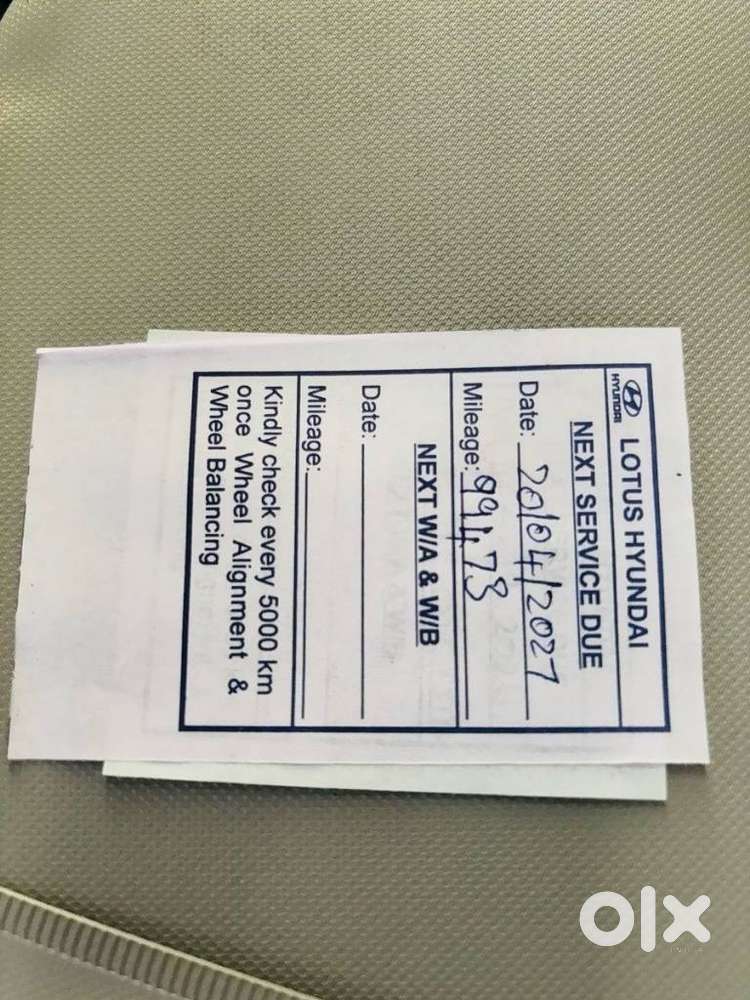 HYUNDAI
LOTUS HYUNDAI
NEXT SERVICE DUE
Date: 20/04/2027
Mileage: 99473
NEXT W/A & W/B
Date:
Mileage:
Kindly check every 5000 km
once Wheel Alignment &
Wheel Balancing
olx
INDIA